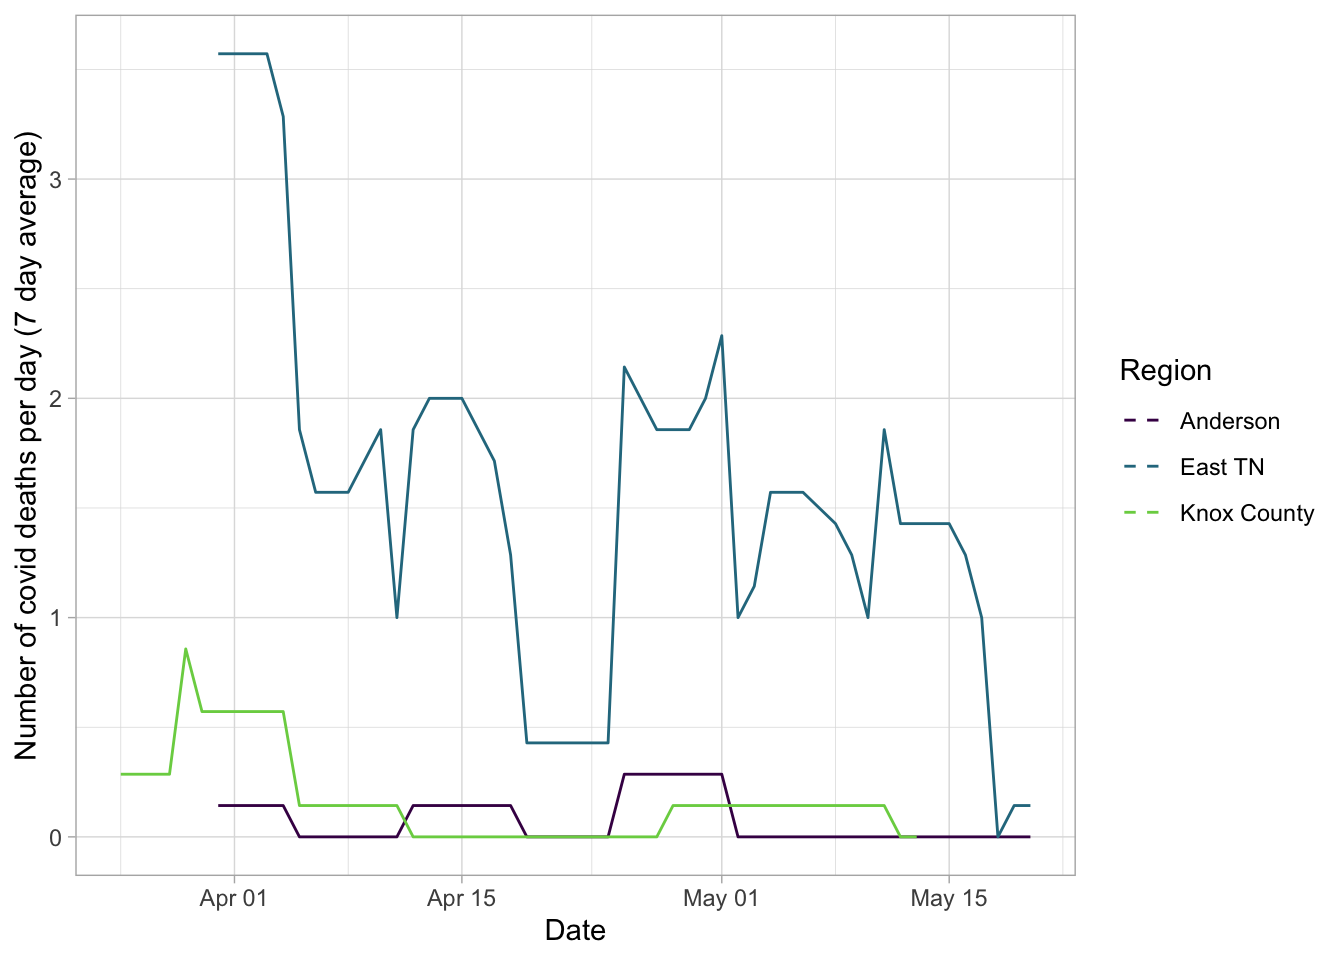 Number of covid deaths per day (7 day average)
3
2
1
0
Apr 01
Apr 15
May 01
May 15
Date
Region
Anderson
East TN
Knox County